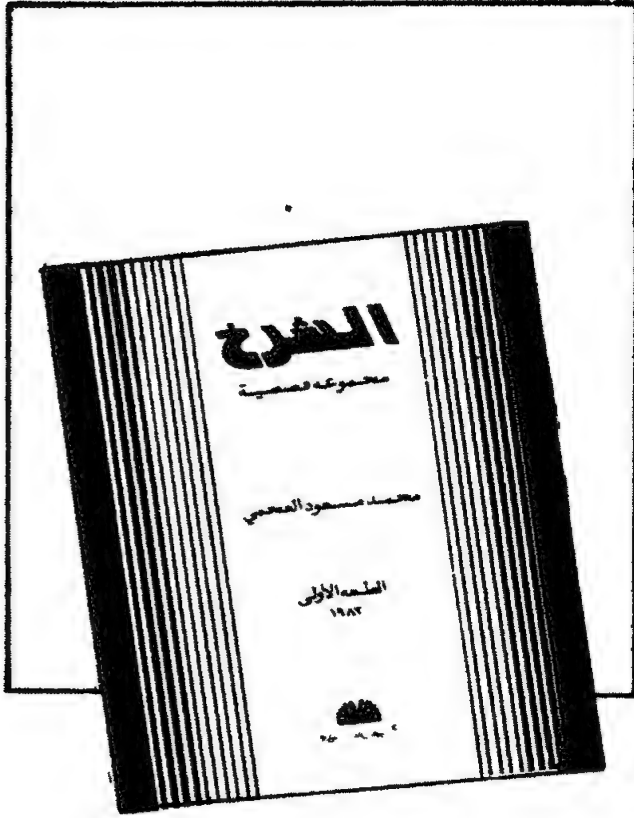 الشرخ
مجموعة قصصية
محمد مسعود العجمي
الطبعة الأولى
١٩٨٢